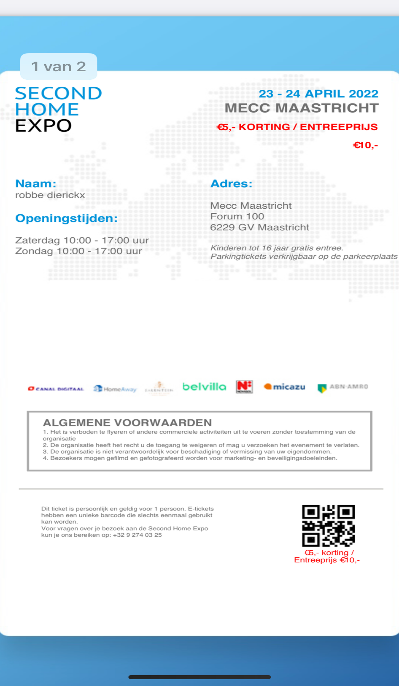 1 van 2
SECOND
HOME
EXPO
23 - 24 APRIL 2022
MECC MAASTRICHT
€5,- KORTING / ENTREEPRIJS
€10,-
Naam:
robbe dierickx
Openingstijden:
Zaterdag 10:00 - 17:00 uur
Zondag 10:00 - 17:00 uur
Adres:
Mecc Maastricht
Forum 100
6229 GV Maastricht
Kinderen tot 16 jaar gratis entree.
Parkingtickets verkrijgbaar op de parkeerplaats
CANAL DIGITAAL HomeAway belvilla micazu ABN·AMRO
ALGEMENE VOORWAARDEN
1. Het is verboden te flyeren of andere commerciële activiteiten uit te voeren zonder toestemming van de
organisatie
2. De organisatie heeft het recht u de toegang te weigeren of mag u verzoeken het evenement te verlaten.
3. De organisatie is niet verantwoordelijk voor beschadiging of vermissing van uw eigendommen.
4. Bezoekers mogen gefilmd en gefotografeerd worden voor marketing- en beveiligingsdoeleinden.
Dit ticket is persoonlijk en geldig voor 1 persoon. E-tickets
hebben een unieke barcode die slechts eenmaal gebruikt
kan worden.
Voor vragen over je bezoek aan de Second Home Expo
kun je ons bereiken op: +32 9 274 03 25
€5,- korting /
Entreeprijs €10,-